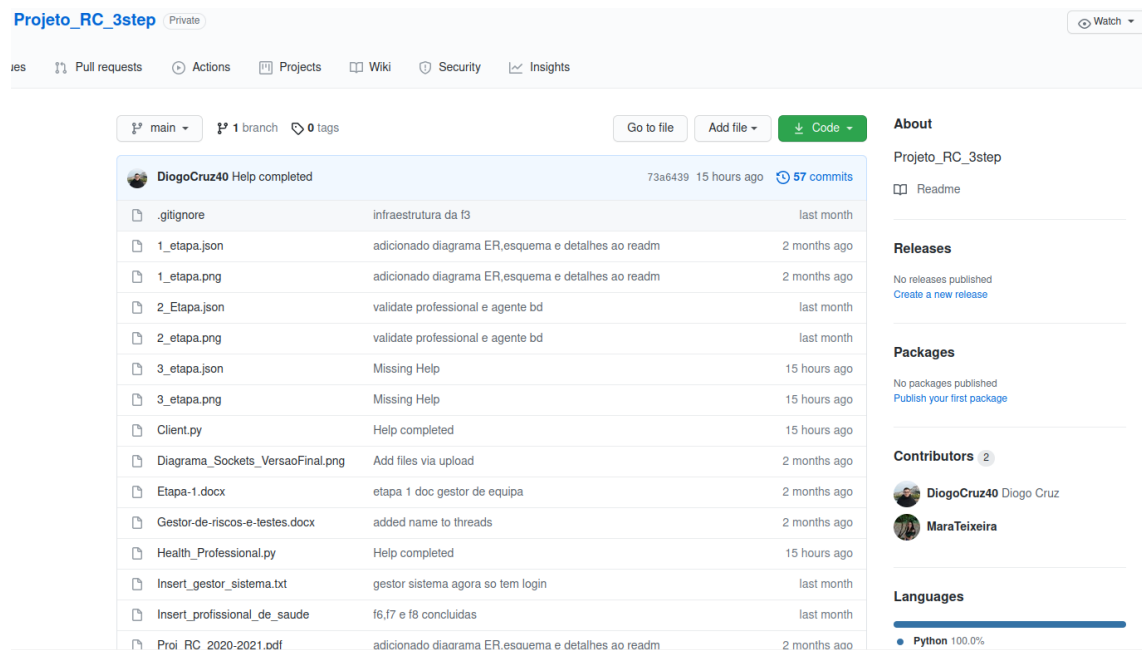 Projeto_RC_3step Private
Watch
ues Pull requests Actions Projects Wiki Security Insights
main 1 branch 0 tags
Go to file Add file Code
DiogoCruz40 Help completed 73a6439 15 hours ago 57 commits
.gitignore infraestrutura da f3 last month
1_etapa.json adicionado diagrama ER,esquema e detalhes ao readm 2 months ago
1_etapa.png adicionado diagrama ER,esquema e detalhes ao readm 2 months ago
2_Etapa.json validate professional e agente bd last month
2_etapa.png validate professional e agente bd last month
3_etapa.json Missing Help 15 hours ago
3_etapa.png Missing Help 15 hours ago
Client.py Help completed 15 hours ago
Diagrama_Sockets_VersaoFinal.png Add files via upload 2 months ago
Etapa-1.docx etapa 1 doc gestor de equipa 2 months ago
Gestor-de-riscos-e-testes.docx added name to threads 2 months ago
Health_Professional.py Help completed 15 hours ago
Insert_gestor_sistema.txt gestor sistema agora so tem login last month
Insert_profissional_de_saude f6,f7 e f8 concluidas last month
Proj_RC_2020-2021.pdf adicionado diagrama ER,esquema e detalhes ao readm 2 months ago
About
Projeto_RC_3step
Readme
Releases
No releases published
Create a new release
Packages
No packages published
Publish your first package
Contributors 2
DiogoCruz40 Diogo Cruz
MaraTeixeira
Languages
Python 100.0%